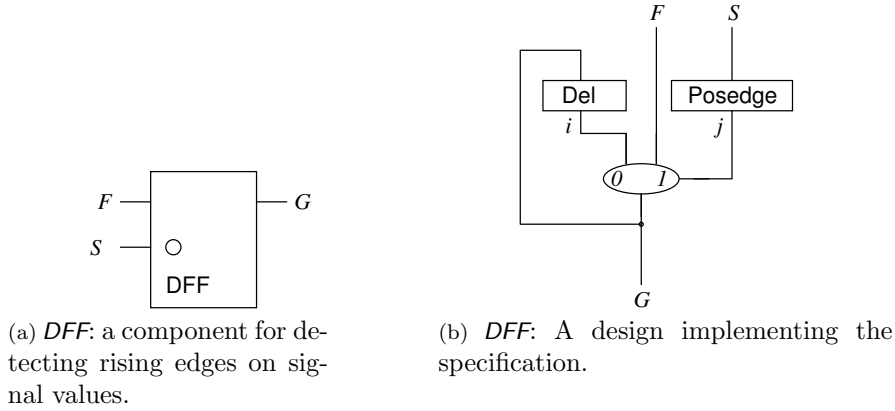 F
G
S
DFF
(a) DFF: a component for de-
tecting rising edges on sig-
nal values.
F S
Del Posedge
i j
0 1
G
(b) DFF: A design implementing the
specification.